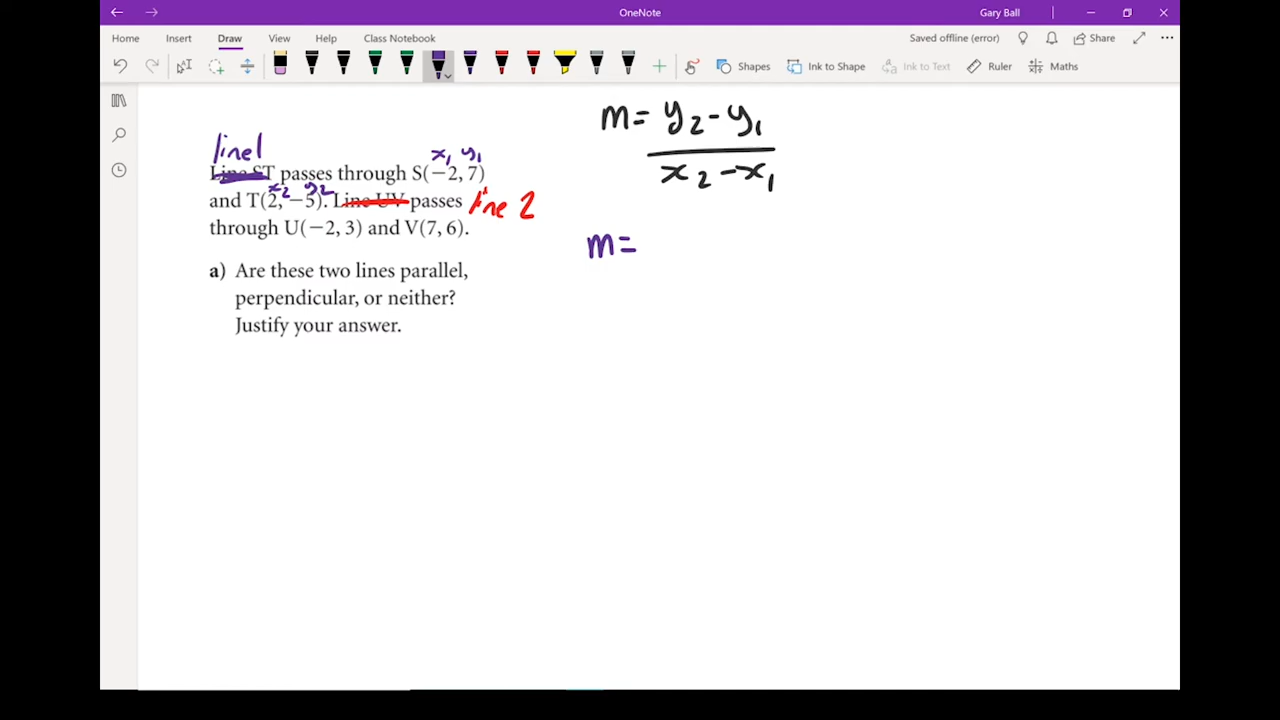 OneNote
Gary Ball
Home Insert Draw View Help Class Notebook
Saved offline (error) Share
Shapes Ink to Shape Ink to Text Ruler Maths
m = y2 - y1
x2 - x1
line 1
x1 y1
Line ST passes through S(−2, 7)
x2 y2
and T(2, −5). Line UV passes line 2
through U(−2, 3) and V(7, 6).
m =
a) Are these two lines parallel,
perpendicular, or neither?
Justify your answer.